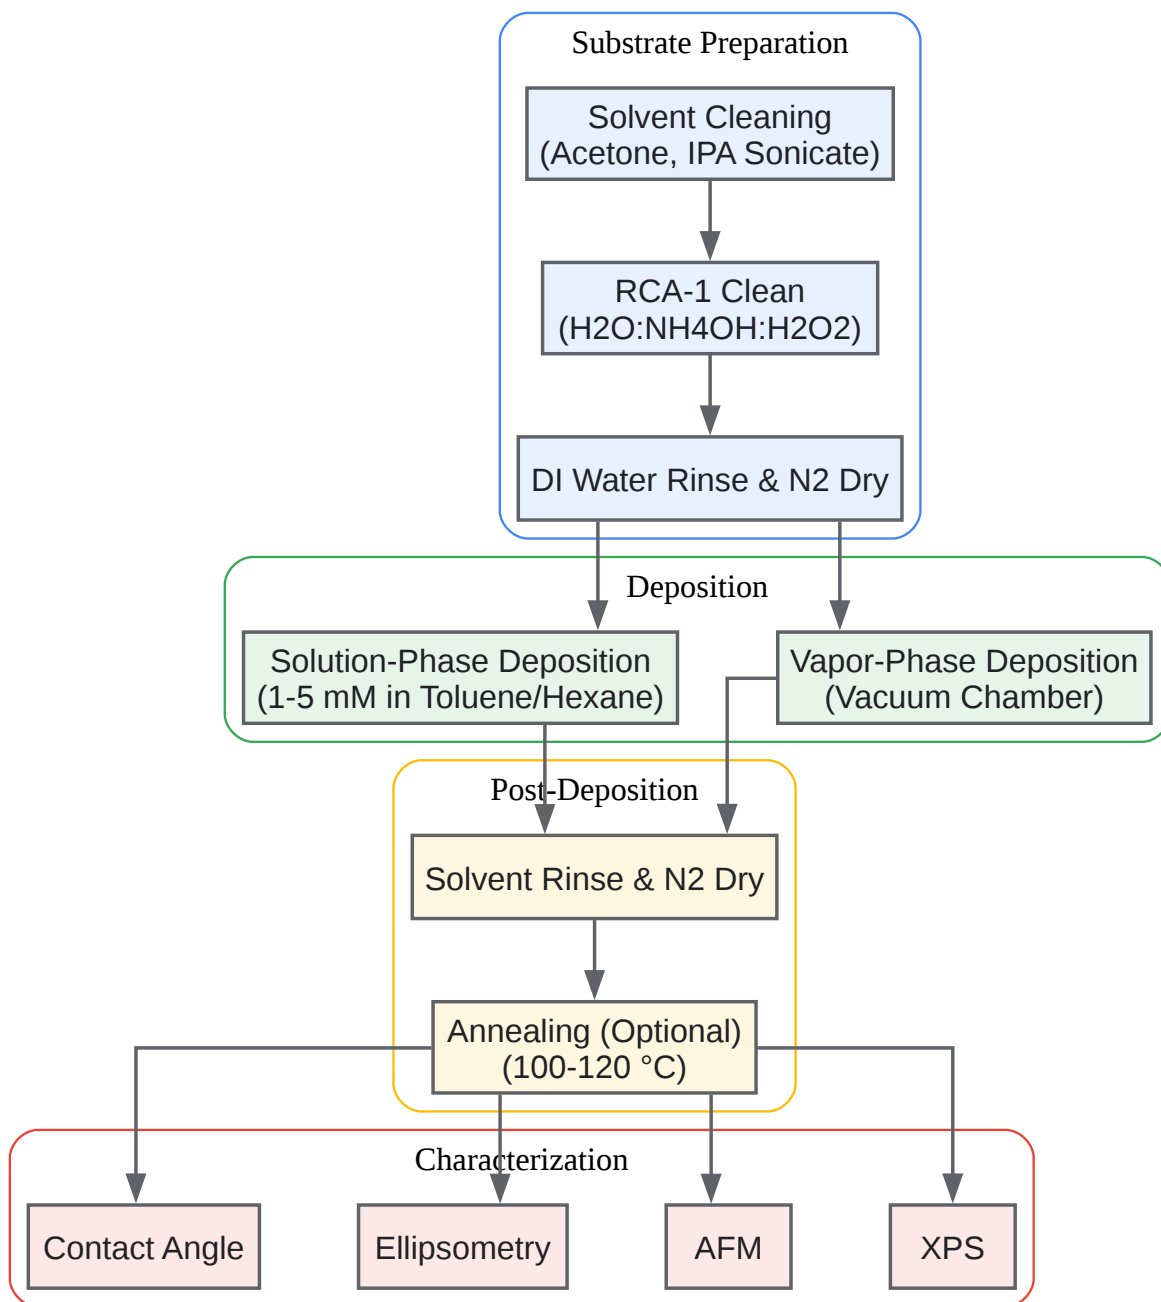 Substrate Preparation
Solvent Cleaning
(Acetone, IPA Sonicate)
RCA-1 Clean
(H2O:NH4OH:H2O2)
DI Water Rinse & N2 Dry
Deposition
Solution-Phase Deposition
(1-5 mM in Toluene/Hexane)
Vapor-Phase Deposition
(Vacuum Chamber)
Post-Deposition
Solvent Rinse & N2 Dry
Annealing (Optional)
(100-120 °C)
Characterization
Contact Angle
Ellipsometry
AFM
XPS